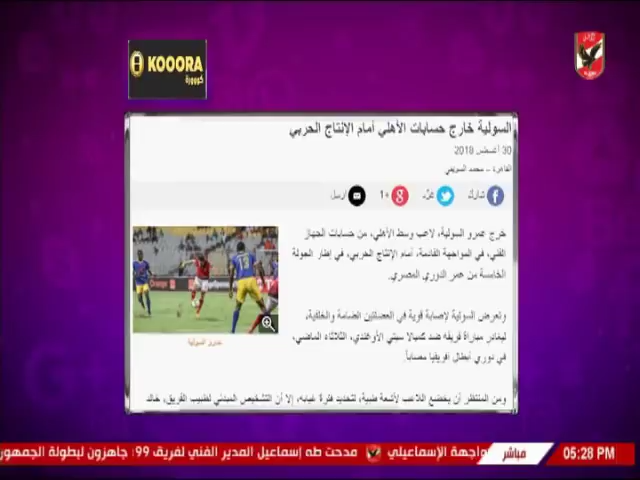 KOOORA
كووورة
السولية خارج حسابات الأهلي أمام الإنتاج الحربي
30 أغسطس 2018
القاهرة – محمد البنهاوي
شارك
غرّد
1+
ارسل
خرج عمرو السولية، لاعب وسط الأهلي، من حسابات الجهاز
الفني، في المواجهة القادمة، أمام الإنتاج الحربي، في إطار الجولة
الخامسة من عمر الدوري المصري.
وتعرض السولية لإصابة قوية في العضلتين الضامة والخلفية،
ليغادر مباراة فريقه ضد كمبالا سيتي الأوغندي، الثلاثاء الماضي،
في دوري أبطال أفريقيا مصاباً.
عمرو السولية
ومن المنتظر أن يخضع اللاعب لأشعة طبية، لتحديد فترة غيابه، إلا أن التشخيص المبدئي لطبيب الفريق، خالد
05:28 PM
مباشر
واجهة الإسماعيلي
مدحت طه إسماعيل المدير الفني لفريق 99: جاهزون لبطولة الجمهور